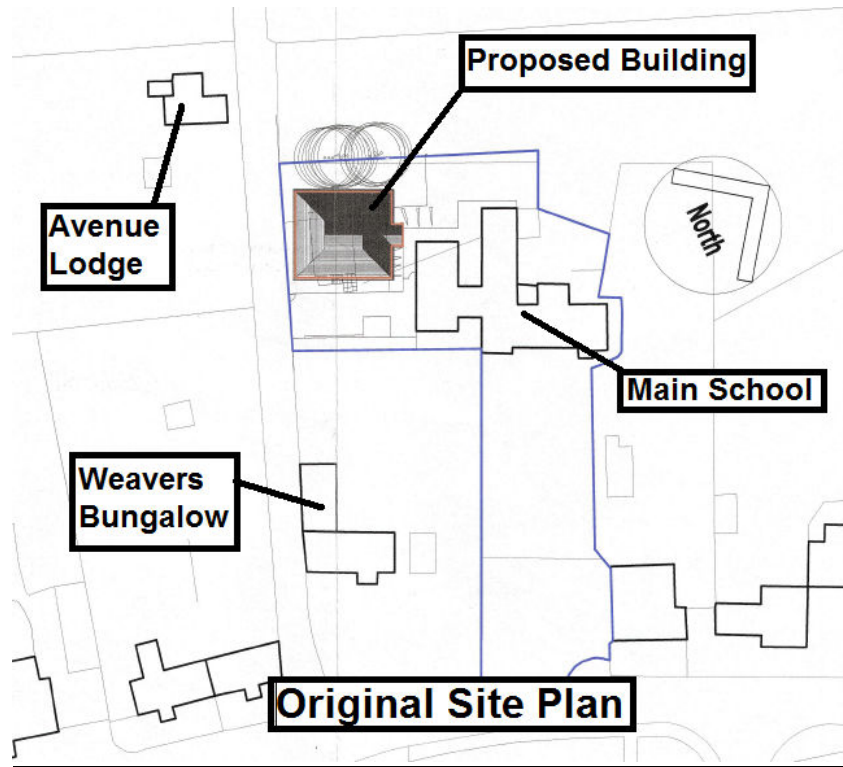 Proposed Building
Avenue
Lodge
North
Main School
Weavers
Bungalow
Original Site Plan